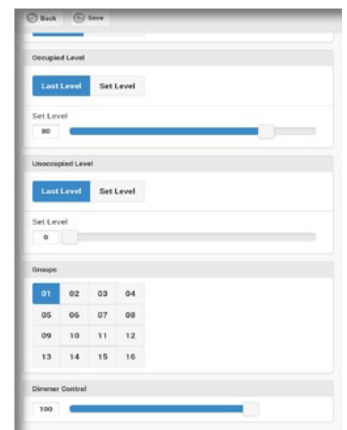 Back Save
Occupied Level
Last Level Set Level
Set Level
80
Unoccupied Level
Last Level Set Level
Set Level
0
Groups
01 02 03 04
05 06 07 08
09 10 11 12
13 14 15 16
Dimmer Control
100